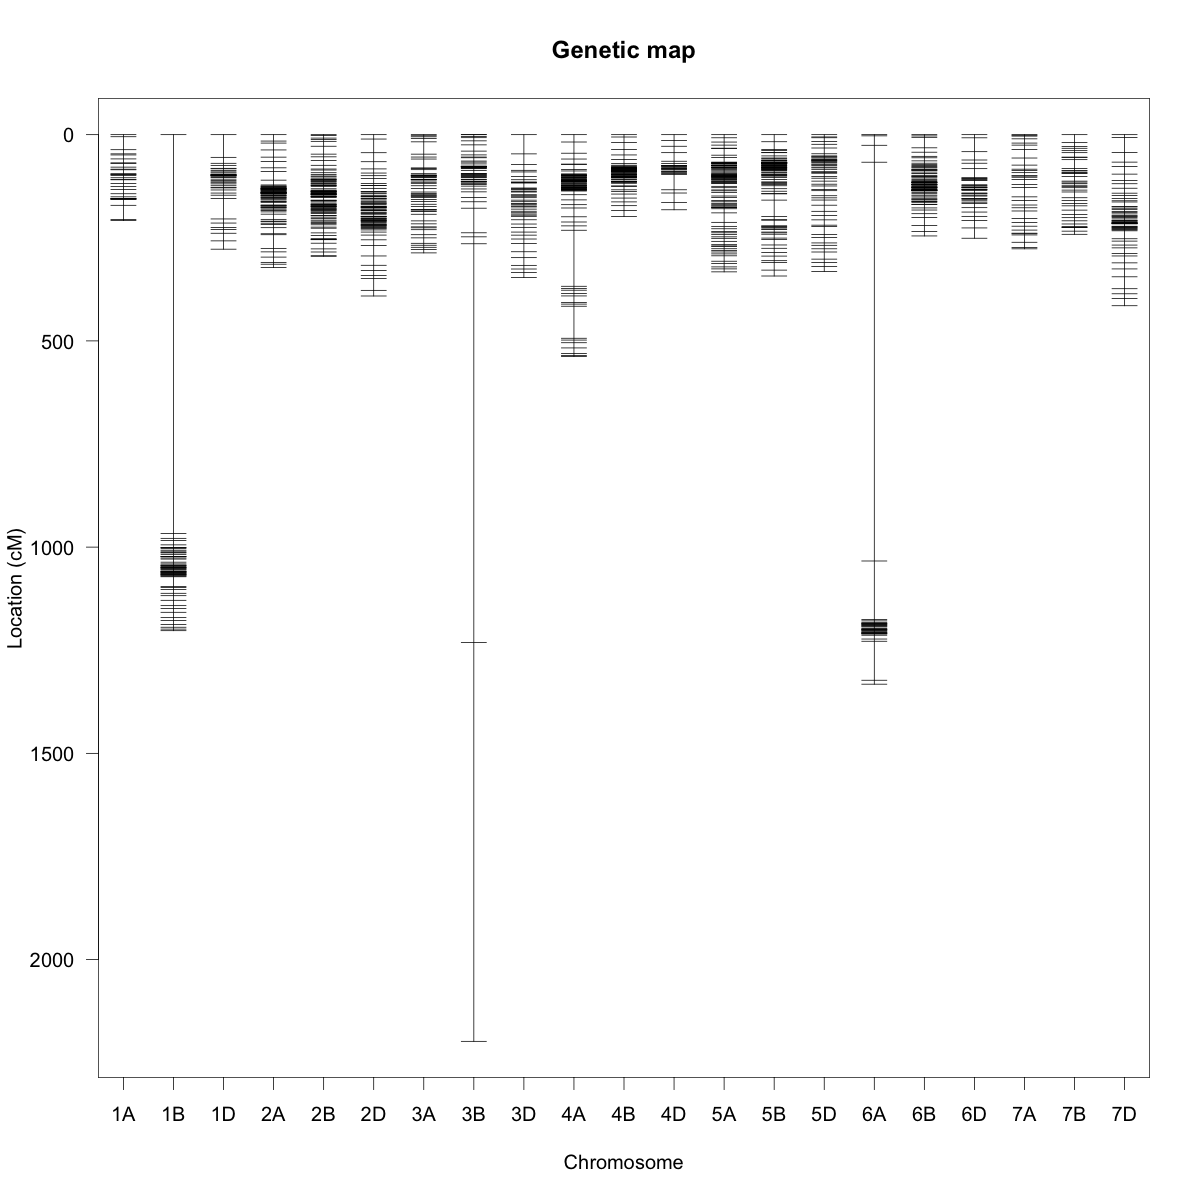 Genetic map
0
500
1000
1500
2000
Location (cM)
1A 1B 1D 2A 2B 2D 3A 3B 3D 4A 4B 4D 5A 5B 5D 6A 6B 6D 7A 7B 7D
Chromosome